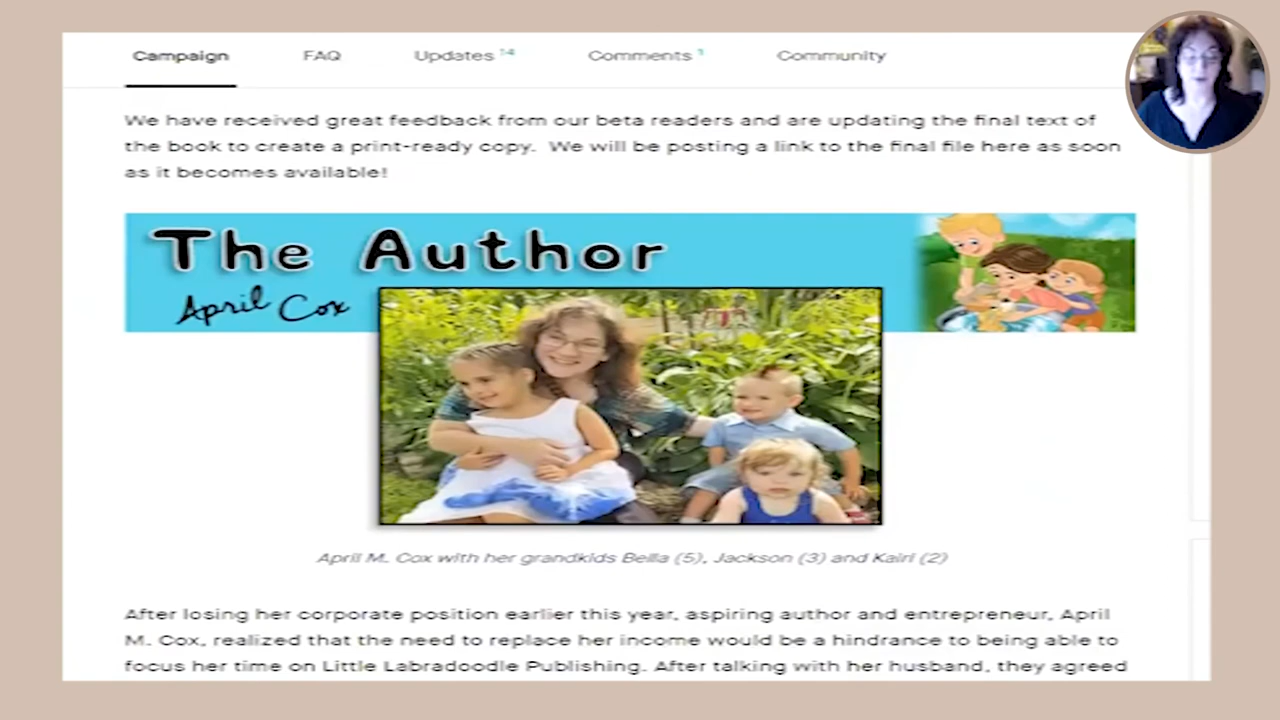 Campaign FAQ Updates 14 Comments 1 Community
We have received great feedback from our beta readers and are updating the final text of
the book to create a print-ready copy. We will be posting a link to the final file here as soon
as it becomes available!
The Author
April Cox
April M. Cox with her grandkids Bella (5), Jackson (3) and Kairi (2)
After losing her corporate position earlier this year, aspiring author and entrepreneur, April
M. Cox, realized that the need to replace her income would be a hindrance to being able to
focus her time on Little Labradoodle Publishing. After talking with her husband, they agreed